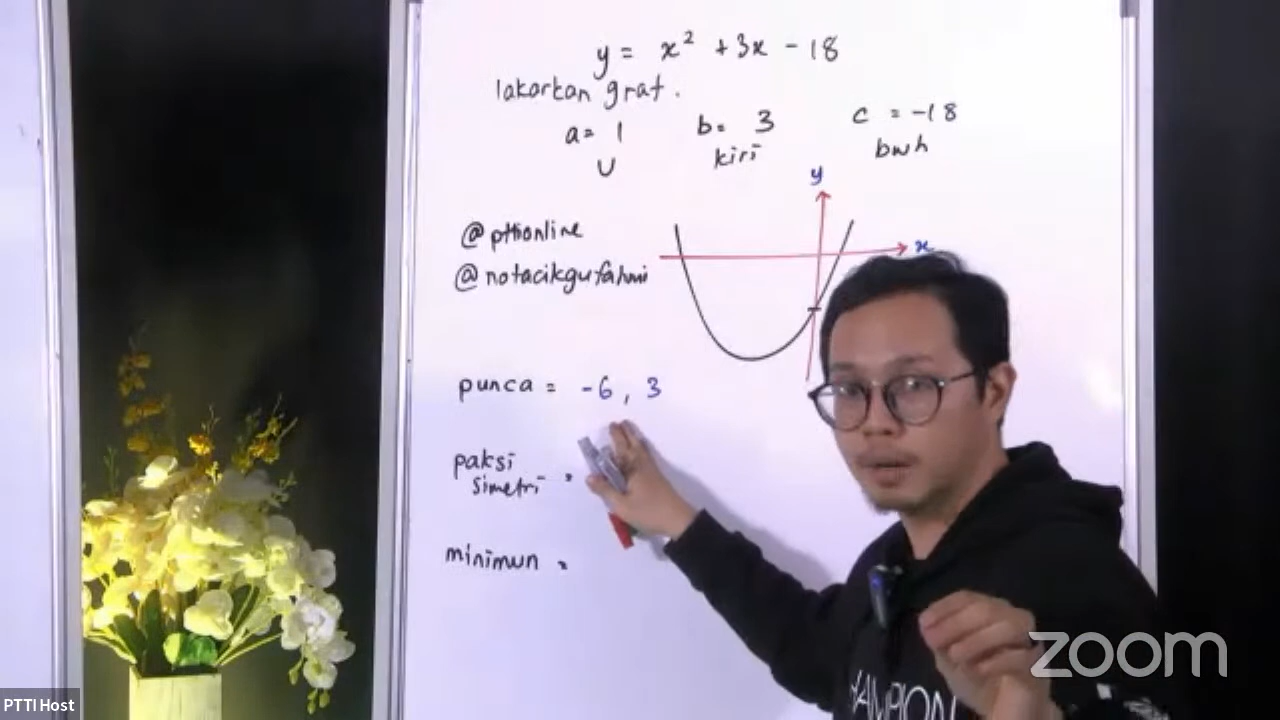 y = x² + 3x - 18
lakarkan graf.
a = 1 b = 3 c = -18
U kiri bwh
y
x
@pttionline
@notacikgufahmi
punca = -6, 3
paksi
simetri =
minimun =
zoom
PTTI Host